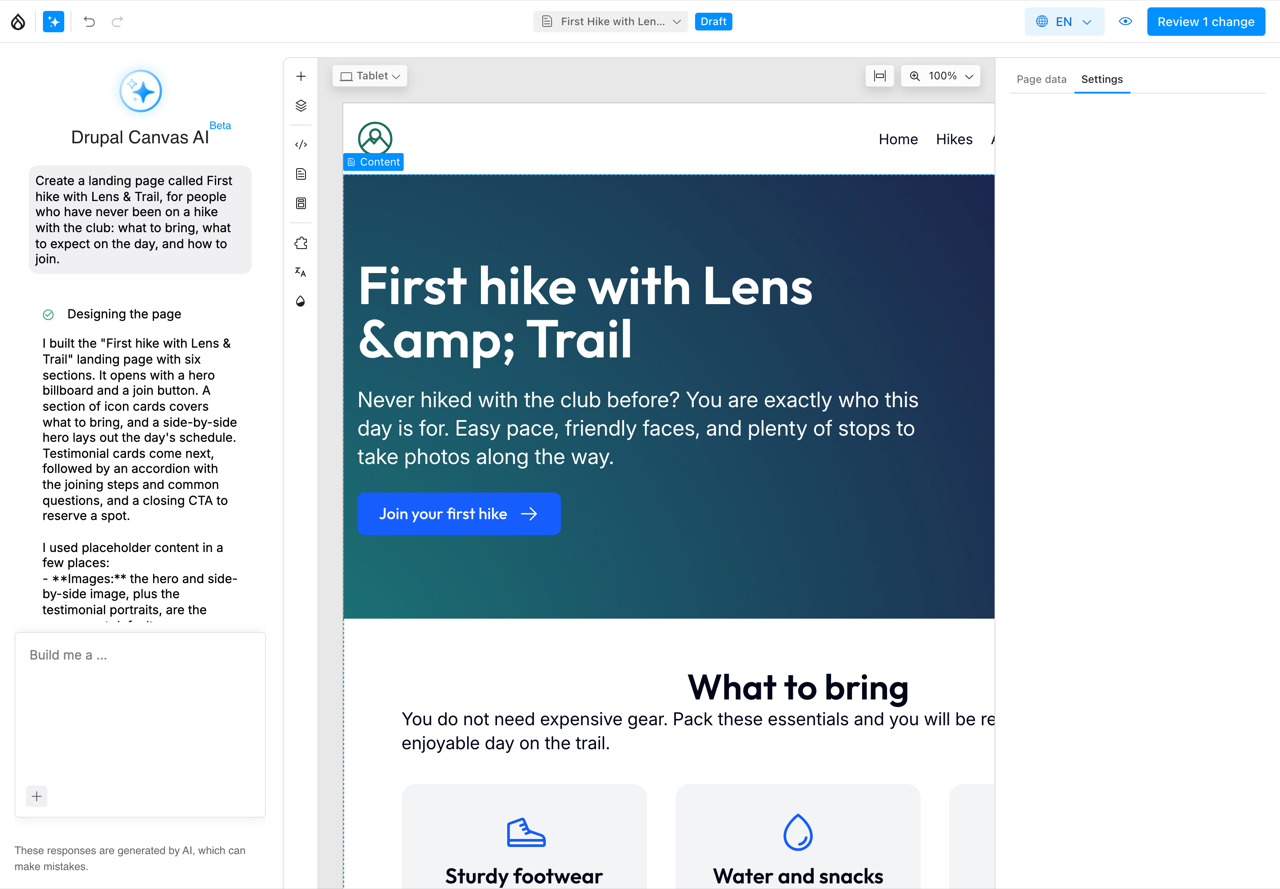 First Hike with Len...
Draft
EN
Review 1 change
Drupal Canvas AI
Beta
Create a landing page called First
hike with Lens & Trail, for people
who have never been on a hike
with the club: what to bring, what
to expect on the day, and how to
join.
Designing the page
I built the "First hike with Lens &
Trail" landing page with six
sections. It opens with a hero
billboard and a join button. A
section of icon cards covers
what to bring, and a side-by-side
hero lays out the day's schedule.
Testimonial cards come next,
followed by an accordion with
the joining steps and common
questions, and a closing CTA to
reserve a spot.
I used placeholder content in a
few places:
- **Images:** the hero and side-
by-side image, plus the
testimonial portraits, are the
Build me a ...
These responses are generated by AI, which can
make mistakes.
Tablet
100%
Home
Hikes
Content
First hike with Lens
&amp; Trail
Never hiked with the club before? You are exactly who this
day is for. Easy pace, friendly faces, and plenty of stops to
take photos along the way.
Join your first hike
What to bring
You do not need expensive gear. Pack these essentials and you will be re
enjoyable day on the trail.
Sturdy footwear
Water and snacks
Page data
Settings